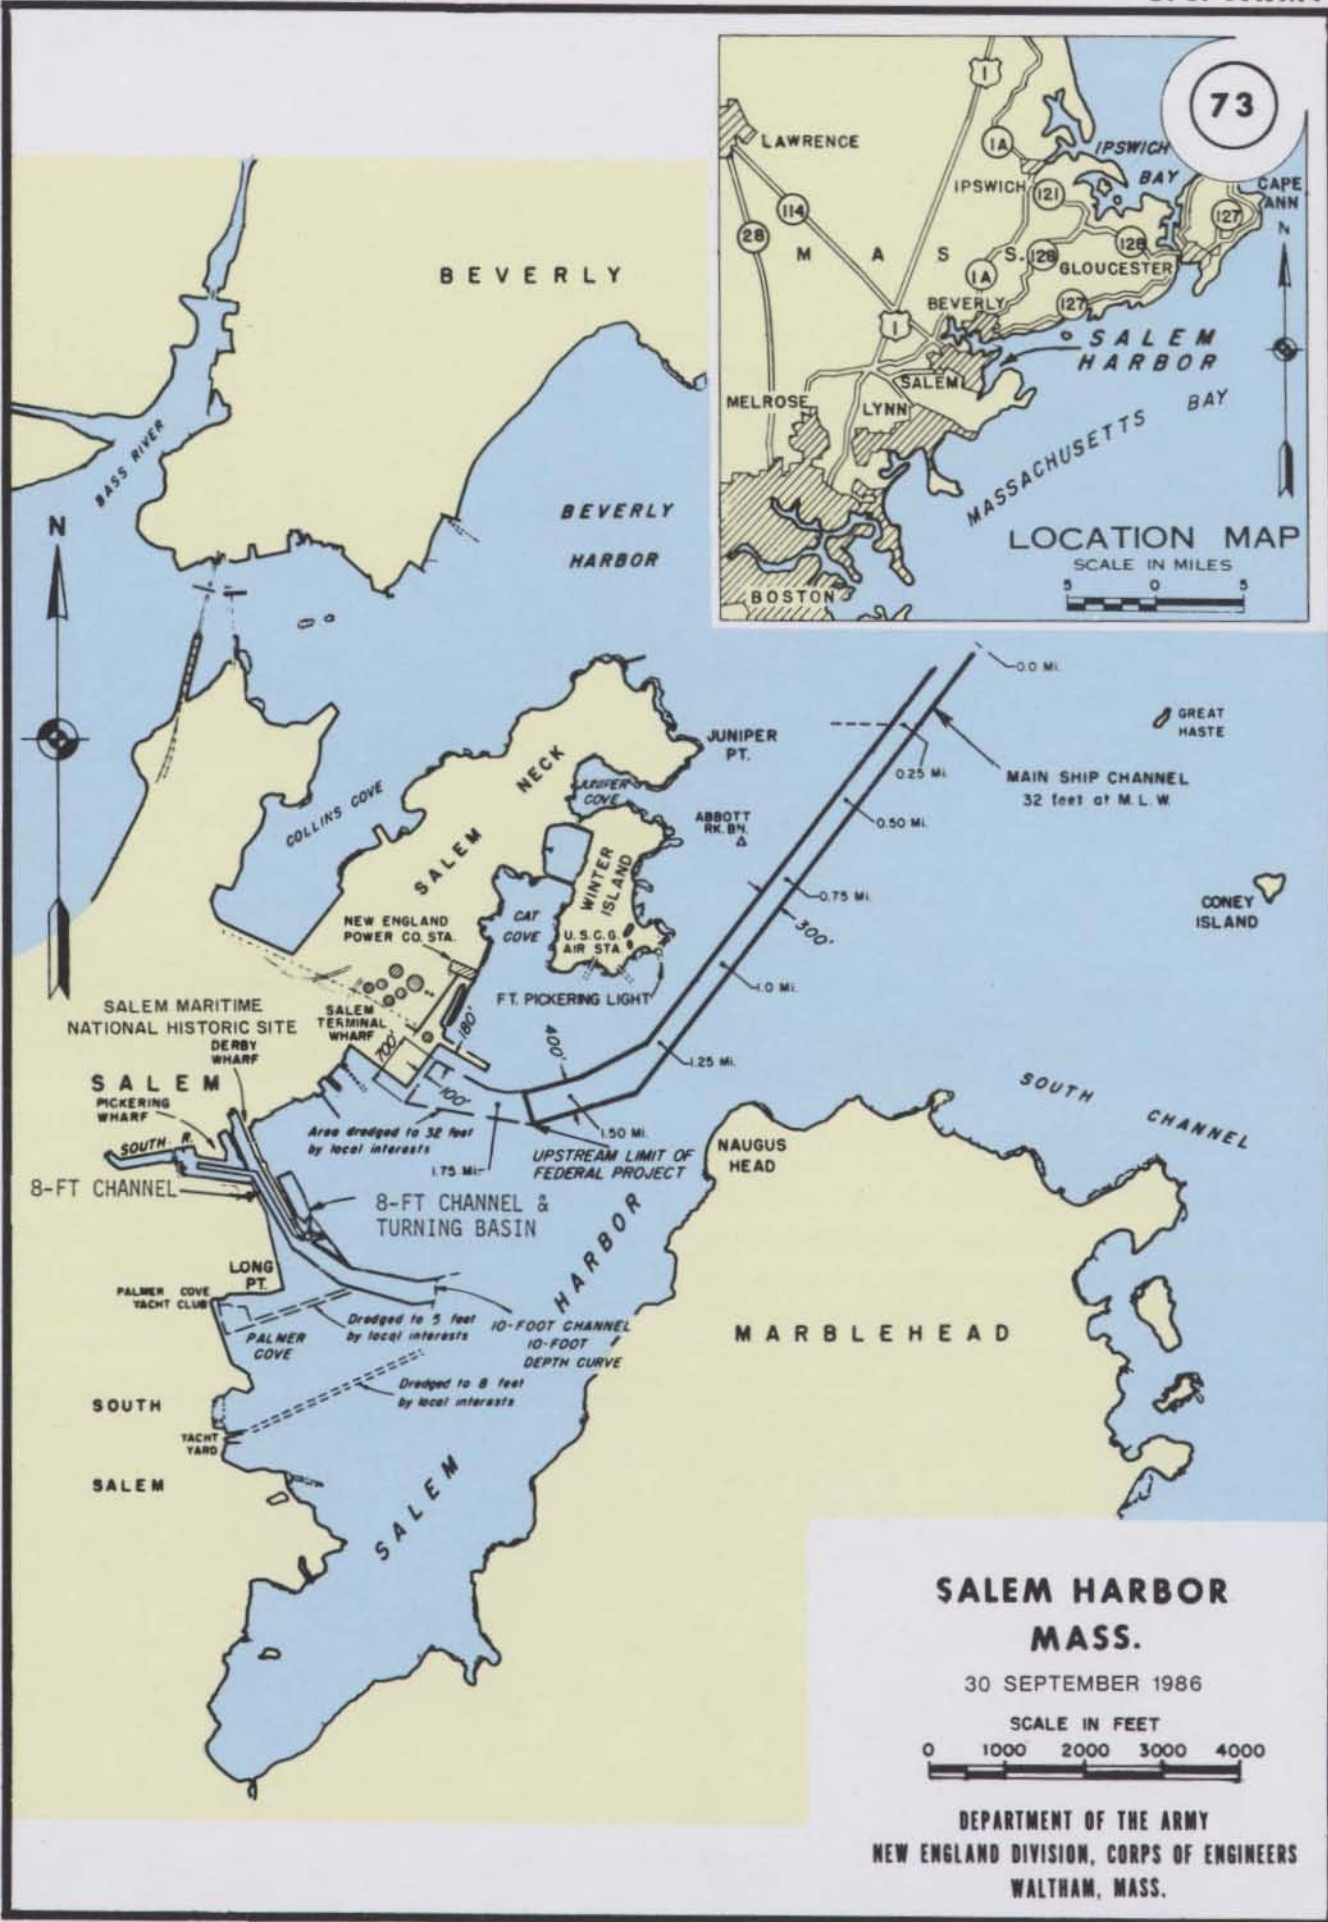 73
LAWRENCE
1
1A
IPSWICH
BAY
IPSWICH
121
CAPE
ANN
127
N
114
28
M A S S.
128
128
1A
GLOUCESTER
BEVERLY
127
1
SALEM
HARBOR
SALEM
MELROSE
LYNN
MASSACHUSETTS BAY
LOCATION MAP
SCALE IN MILES
5 0 5
BOSTON
BEVERLY
BASS RIVER
N
BEVERLY
HARBOR
0.0 Mi.
GREAT
HASTE
JUNIPER
PT.
0.25 Mi.
MAIN SHIP CHANNEL
32 feet at M.L.W.
SALEM NECK
JUNIPER
COVE
COLLINS COVE
ABBOTT
RK. BN.
0.50 Mi.
WINTER
ISLAND
0.75 Mi.
300'
CONEY
ISLAND
NEW ENGLAND
POWER CO. STA.
CAT
COVE
U.S.C.G.
AIR STA.
1.0 Mi.
FT. PICKERING LIGHT
SALEM MARITIME
NATIONAL HISTORIC SITE
SALEM
TERMINAL
WHARF
700'
180'
400'
100'
DERBY
WHARF
1.25 Mi.
SALEM
PICKERING
WHARF
SOUTH R.
Area dredged to 32 feet
by local interests
1.50 Mi.
1.75 Mi.
UPSTREAM LIMIT OF
FEDERAL PROJECT
NAUGUS
HEAD
SOUTH CHANNEL
8-FT CHANNEL
8-FT CHANNEL &
TURNING BASIN
LONG
PT.
PALMER COVE
YACHT CLUB
PALMER
COVE
Dredged to 5 feet
by local interests
10-FOOT CHANNEL
10-FOOT
DEPTH CURVE
SALEM HARBOR
MARBLEHEAD
Dredged to 8 feet
by local interests
SOUTH
SALEM
YACHT
YARD
SALEM HARBOR
MASS.
30 SEPTEMBER 1986
SCALE IN FEET
0 1000 2000 3000 4000
DEPARTMENT OF THE ARMY
NEW ENGLAND DIVISION, CORPS OF ENGINEERS
WALTHAM, MASS.